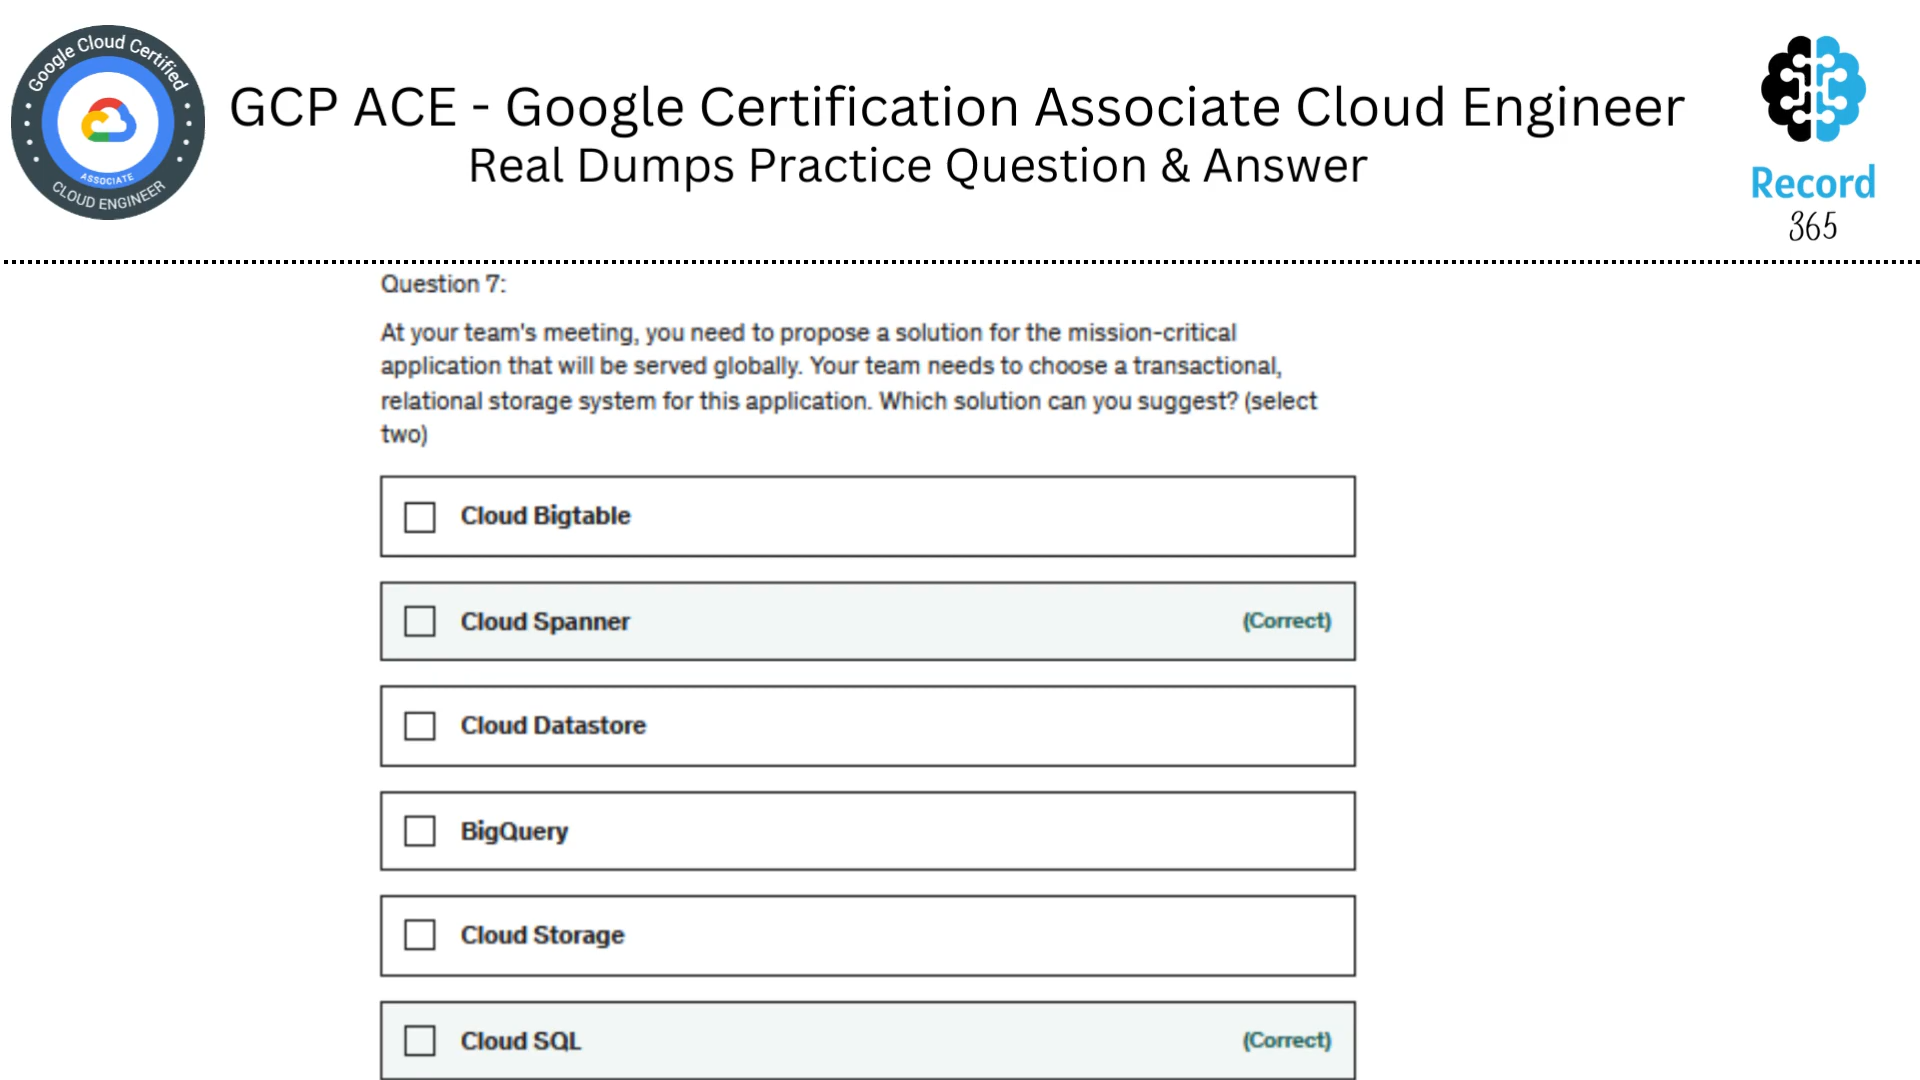 Google Cloud Certified
ASSOCIATE
CLOUD ENGINEER
GCP ACE - Google Certification Associate Cloud Engineer
Real Dumps Practice Question & Answer
Record
365
Question 7:
At your team's meeting, you need to propose a solution for the mission-critical
application that will be served globally. Your team needs to choose a transactional,
relational storage system for this application. Which solution can you suggest? (select
two)
Cloud Bigtable
Cloud Spanner (Correct)
Cloud Datastore
BigQuery
Cloud Storage
Cloud SQL (Correct)